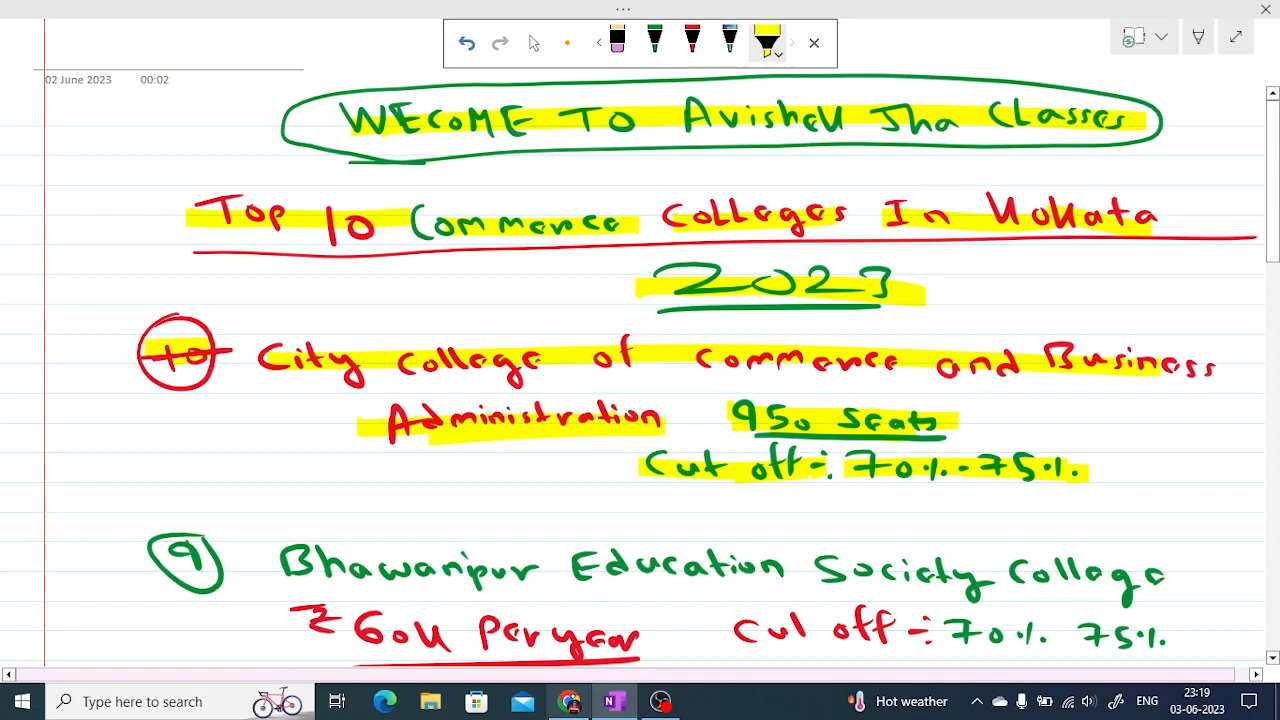 02 June 2023 00:02
WEcoME TO Avishek Jha Classes
Top 10 Commerce Colleges In Kolkata
2023
10 City College of Commerce and Business
Administration 950 Seats
Cut off-: 70%-75%.
9 Bhawanipur Education Society College
₹60K Per year Cut off-: 70% 75%.
Type here to search
Hot weather
ENG
23:19
03-06-2023